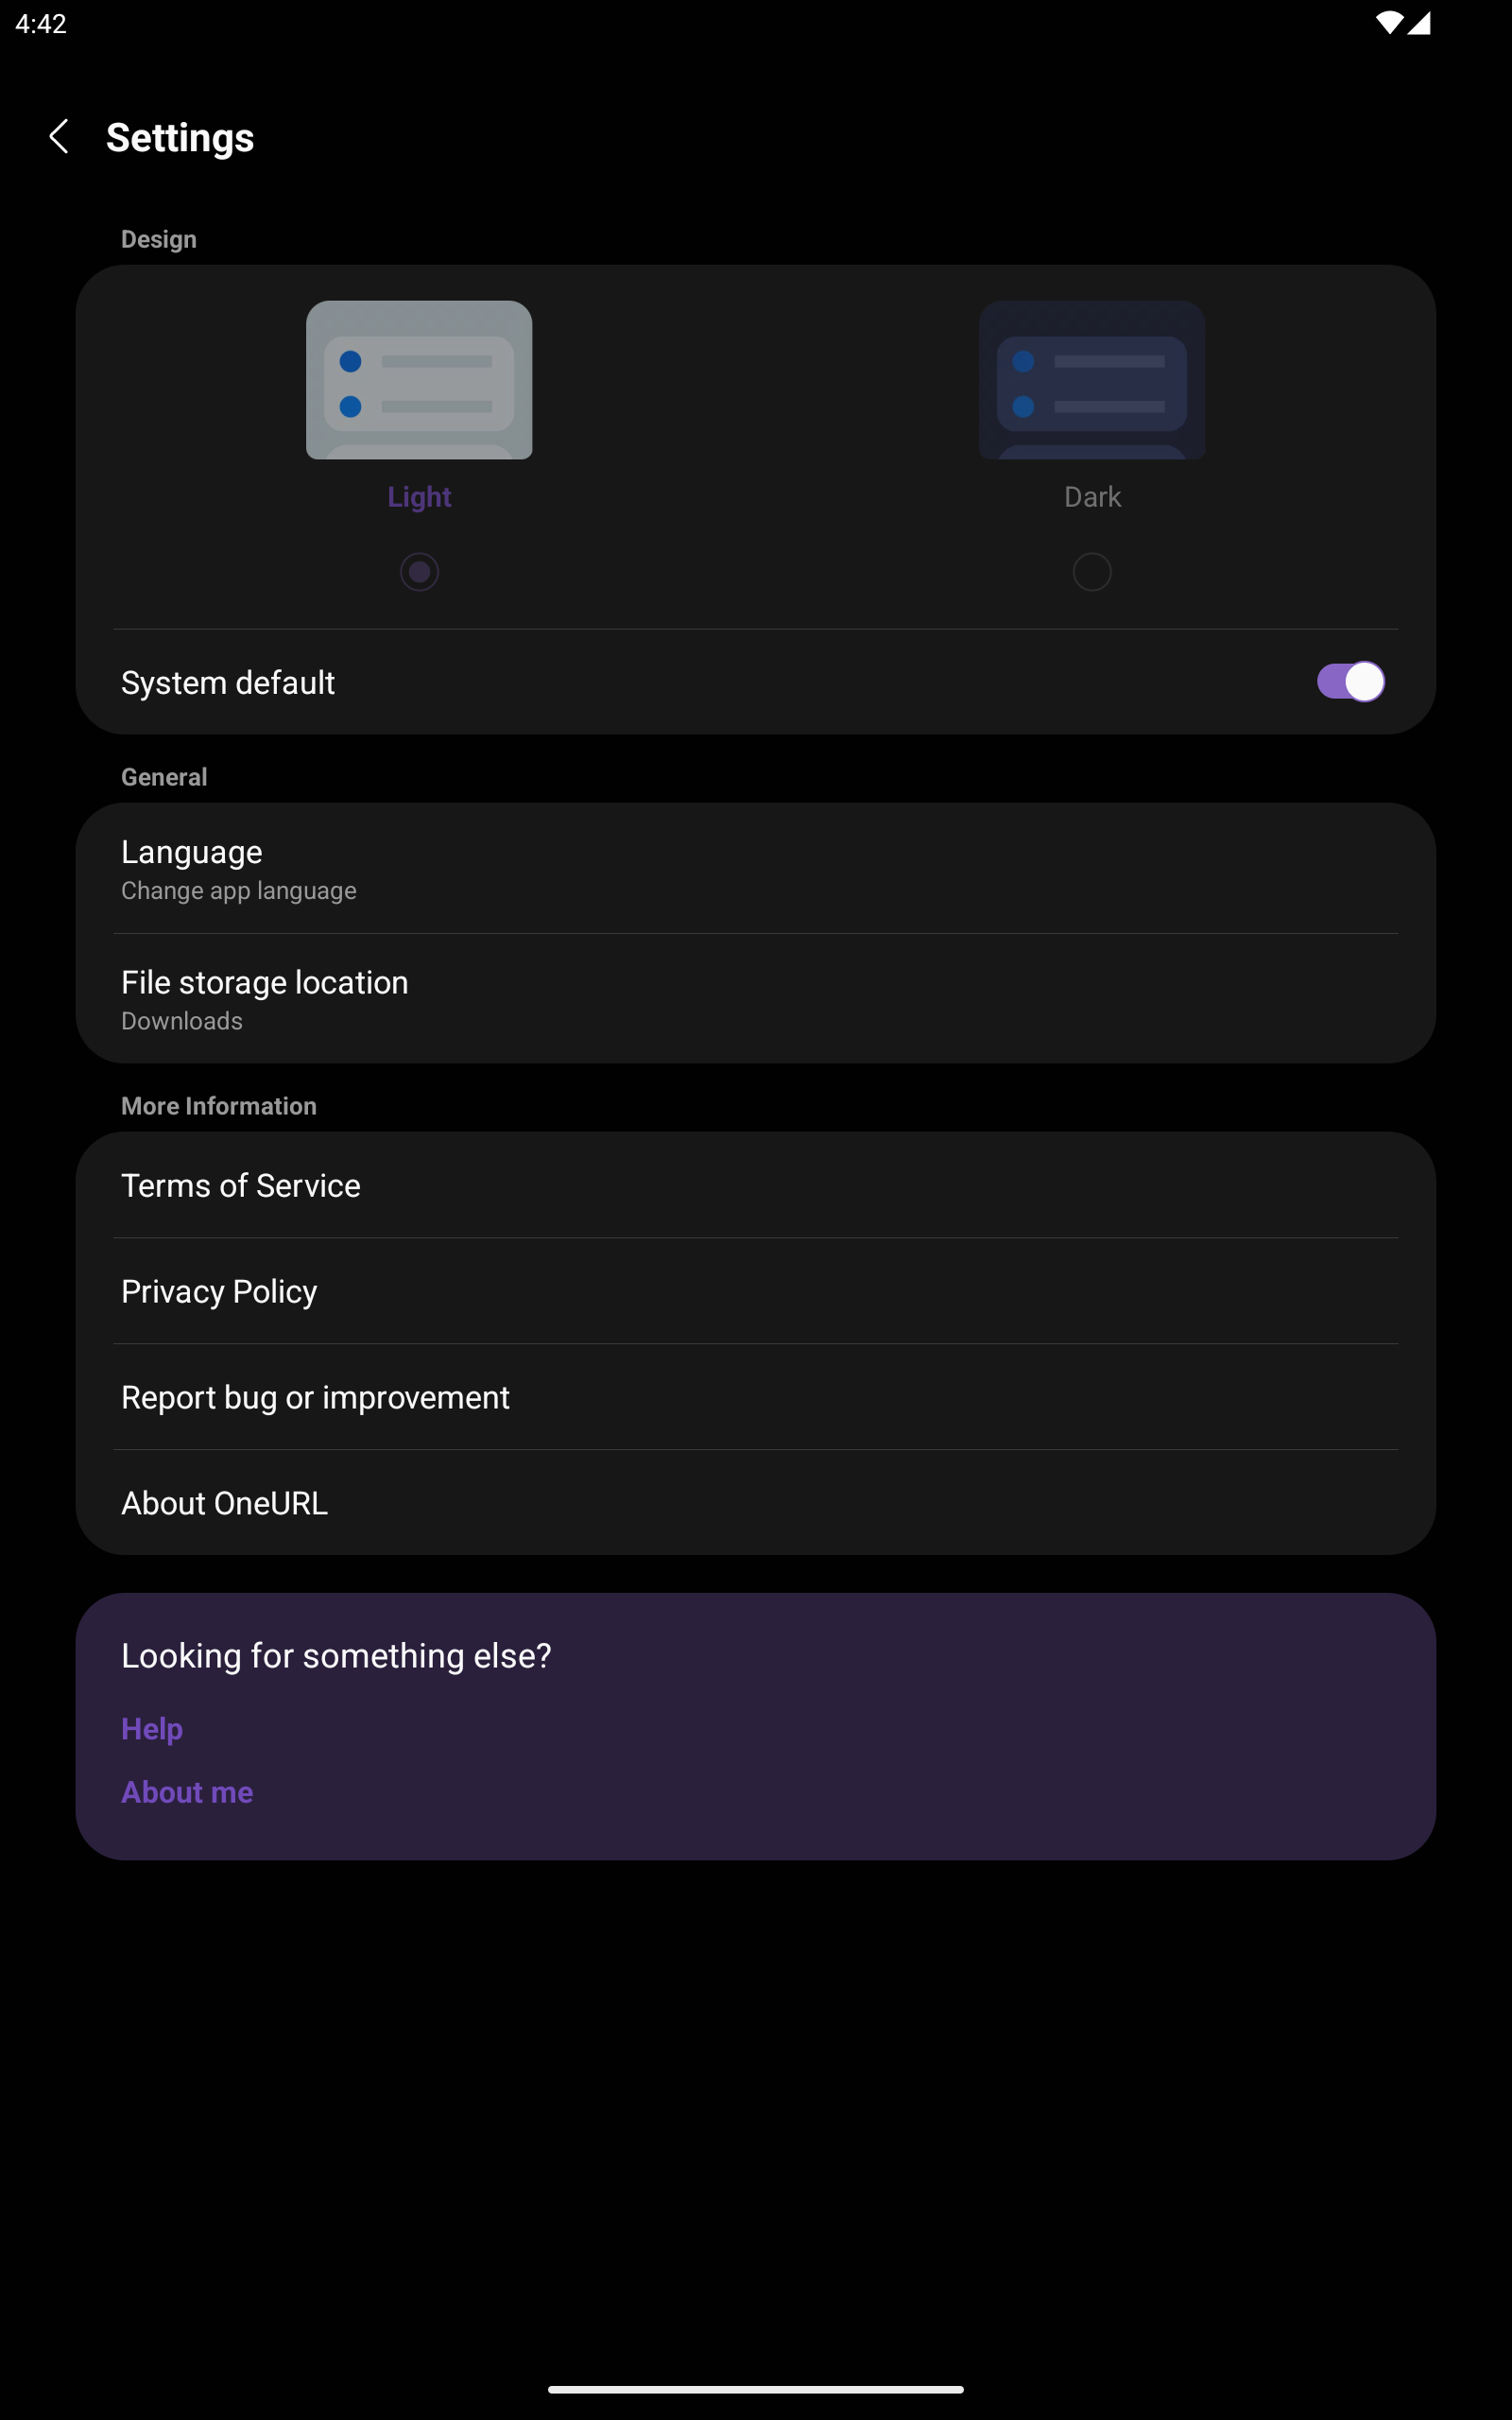 4:42
Settings
Design
Light
Dark
System default
General
Language
Change app language
File storage location
Downloads
More Information
Terms of Service
Privacy Policy
Report bug or improvement
About OneURL
Looking for something else?
Help
About me